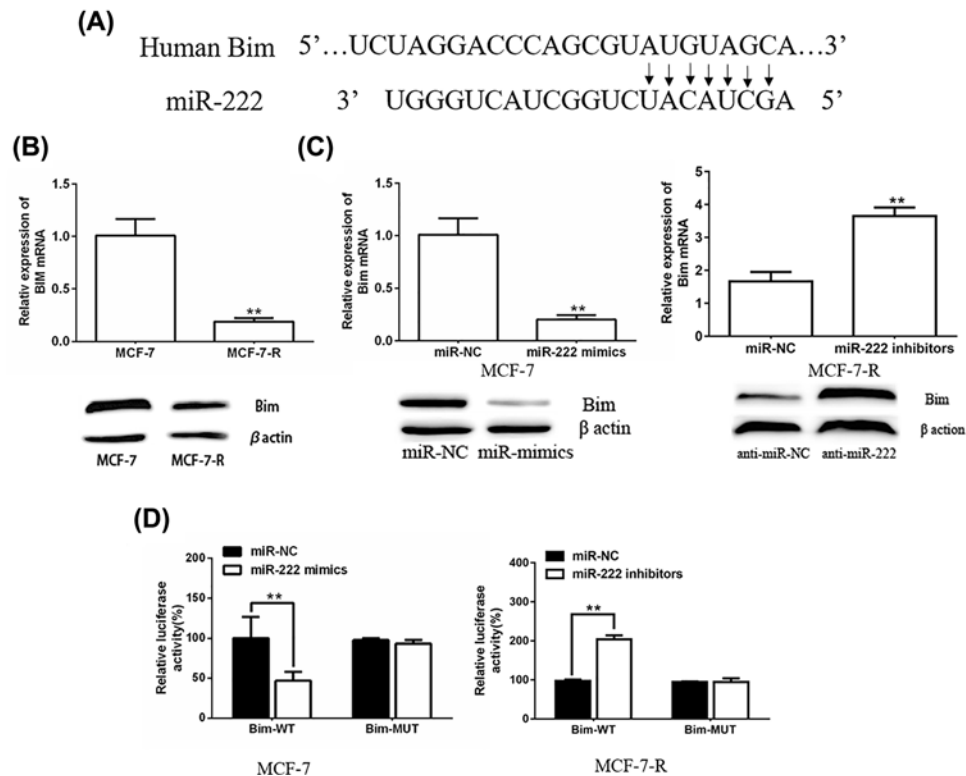 (A)
Human Bim 5’...UCUAGGACCCAGCGUAUGUAGCA...3’
miR-222 3’ UGGGUCAUCGGUCUACAUCGA 5’
(B)
Relativ expression of
BIM mRNA
1.5
1.0
0.5
0.0
**
MCF-7 MCF-7-R
Bim
β actin
MCF-7 MCF-7-R
(C)
Relative expression of
Bim mRNA
1.5
1.0
0.5
0.0
**
miR-NC miR-222 mimics
MCF-7
Bim
β actin
miR-NC miR-mimics
Relative expression of
Bim mRNA
5
4
3
2
1
0
**
miR-NC miR-222 inhibitors
MCF-7-R
Bim
β action
anti-miR-NC anti-miR-222
(D)
miR-NC
miR-222 mimics
Relative luciferase
activity(%)
200
150
100
50
0
**
Bim-WT Bim-MUT
MCF-7
miR-NC
miR-222 inhibitors
Relative luciferase
activity(%)
400
300
200
100
0
**
Bim-WT Bim-MUT
MCF-7-R